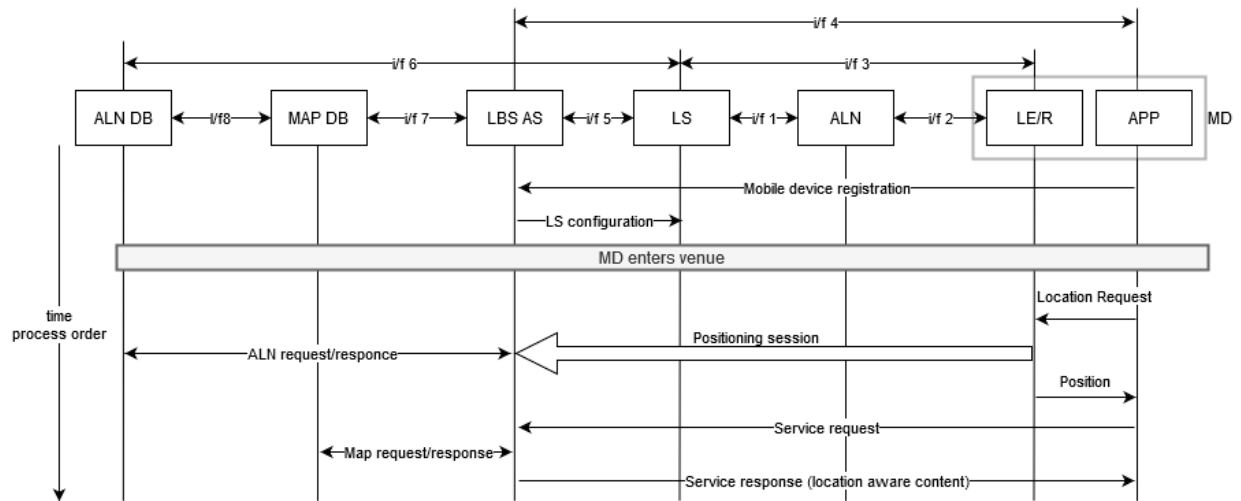 i/f 4
i/f 6
i/f 3
ALN DB
I/f8
MAP DB
i/f 7
LBS AS
i/f 5
LS
i/f 1
ALN
i/f 2
LE/R
APP
MD
Mobile device registration
LS configuration
MD enters venue
time
process order
Location Request
Positioning session
ALN request/responce
Position
Service request
Map request/response
Service response (location aware content)